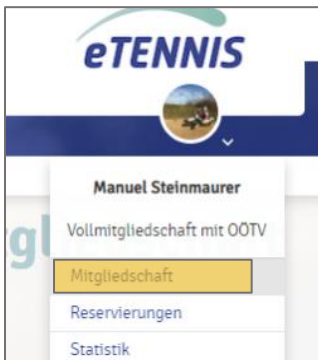 eTENNIS
Manuel Steinmaurer
Vollmitgliedschaft mit OÖTV
Mitgliedschaft
Reservierungen
Statistik